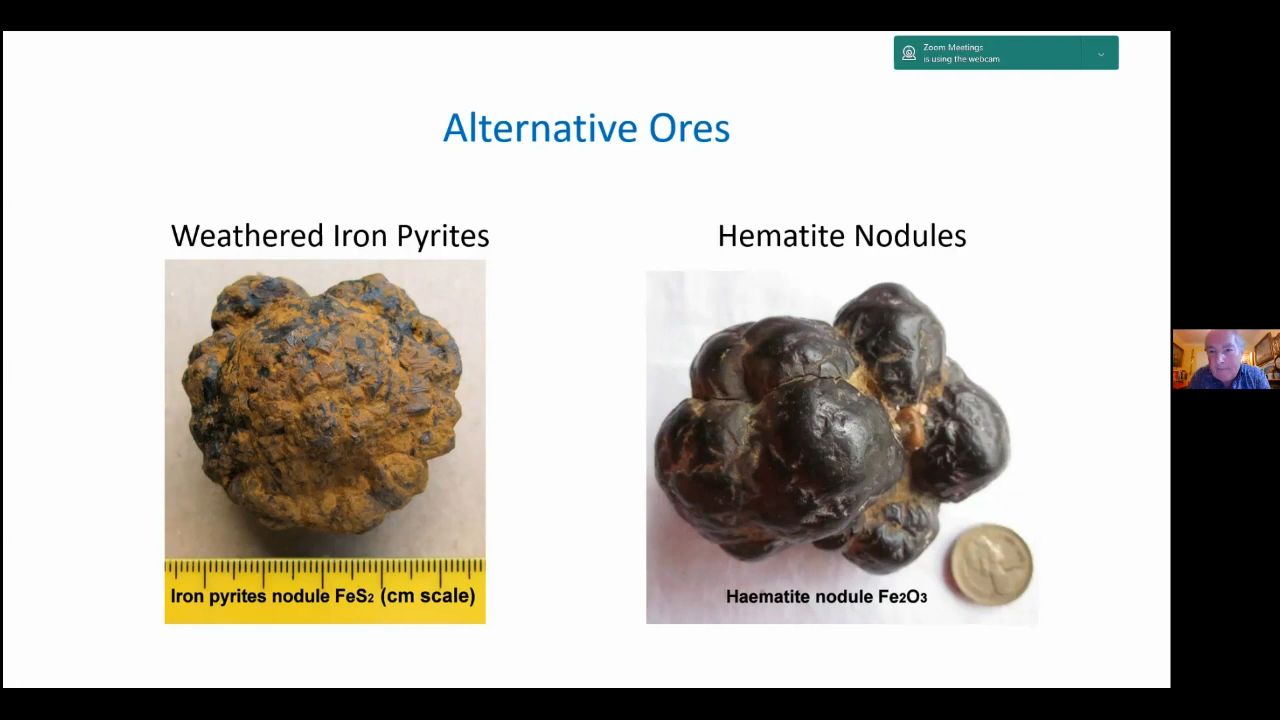 Zoom Meetings
is using the webcam
Alternative Ores
Weathered Iron Pyrites
Hematite Nodules
Iron pyrites nodule FeS2 (cm scale)
Haematite nodule Fe2O3